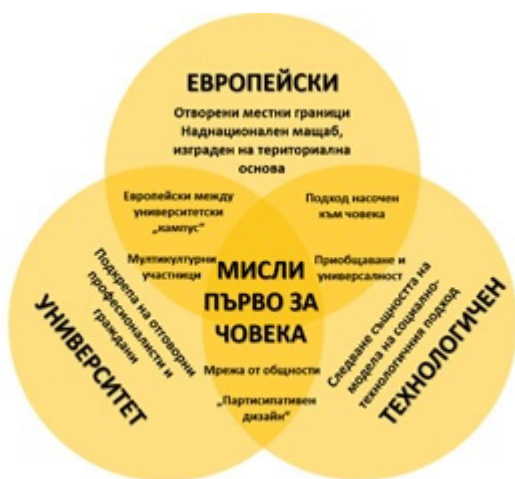 ЕВРОПЕЙСКИ
Отворени местни граници
Наднационален мащаб,
изграден на териториална
основа
Европейски между
университетски
„кампус"
Подход насочен
към човека
Мултикултурни
участници
Приобщаване и
универсалност
МИСЛИ
ПЪРВО ЗА
ЧОВЕКА
Подкрепа на отговорни
професионалисти и
граждани
УНИВЕРСИТЕТ
Следване същността на
модела на социално-
технологичния подход
ТЕХНОЛОГИЧЕН
Мрежа от общности
„Партисипативен
дизайн"